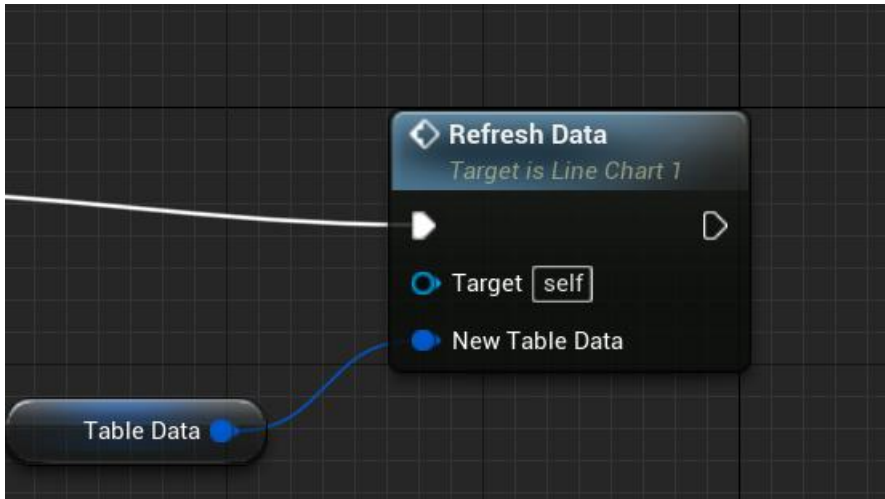 Refresh Data
Target is Line Chart 1
Target self
New Table Data
Table Data